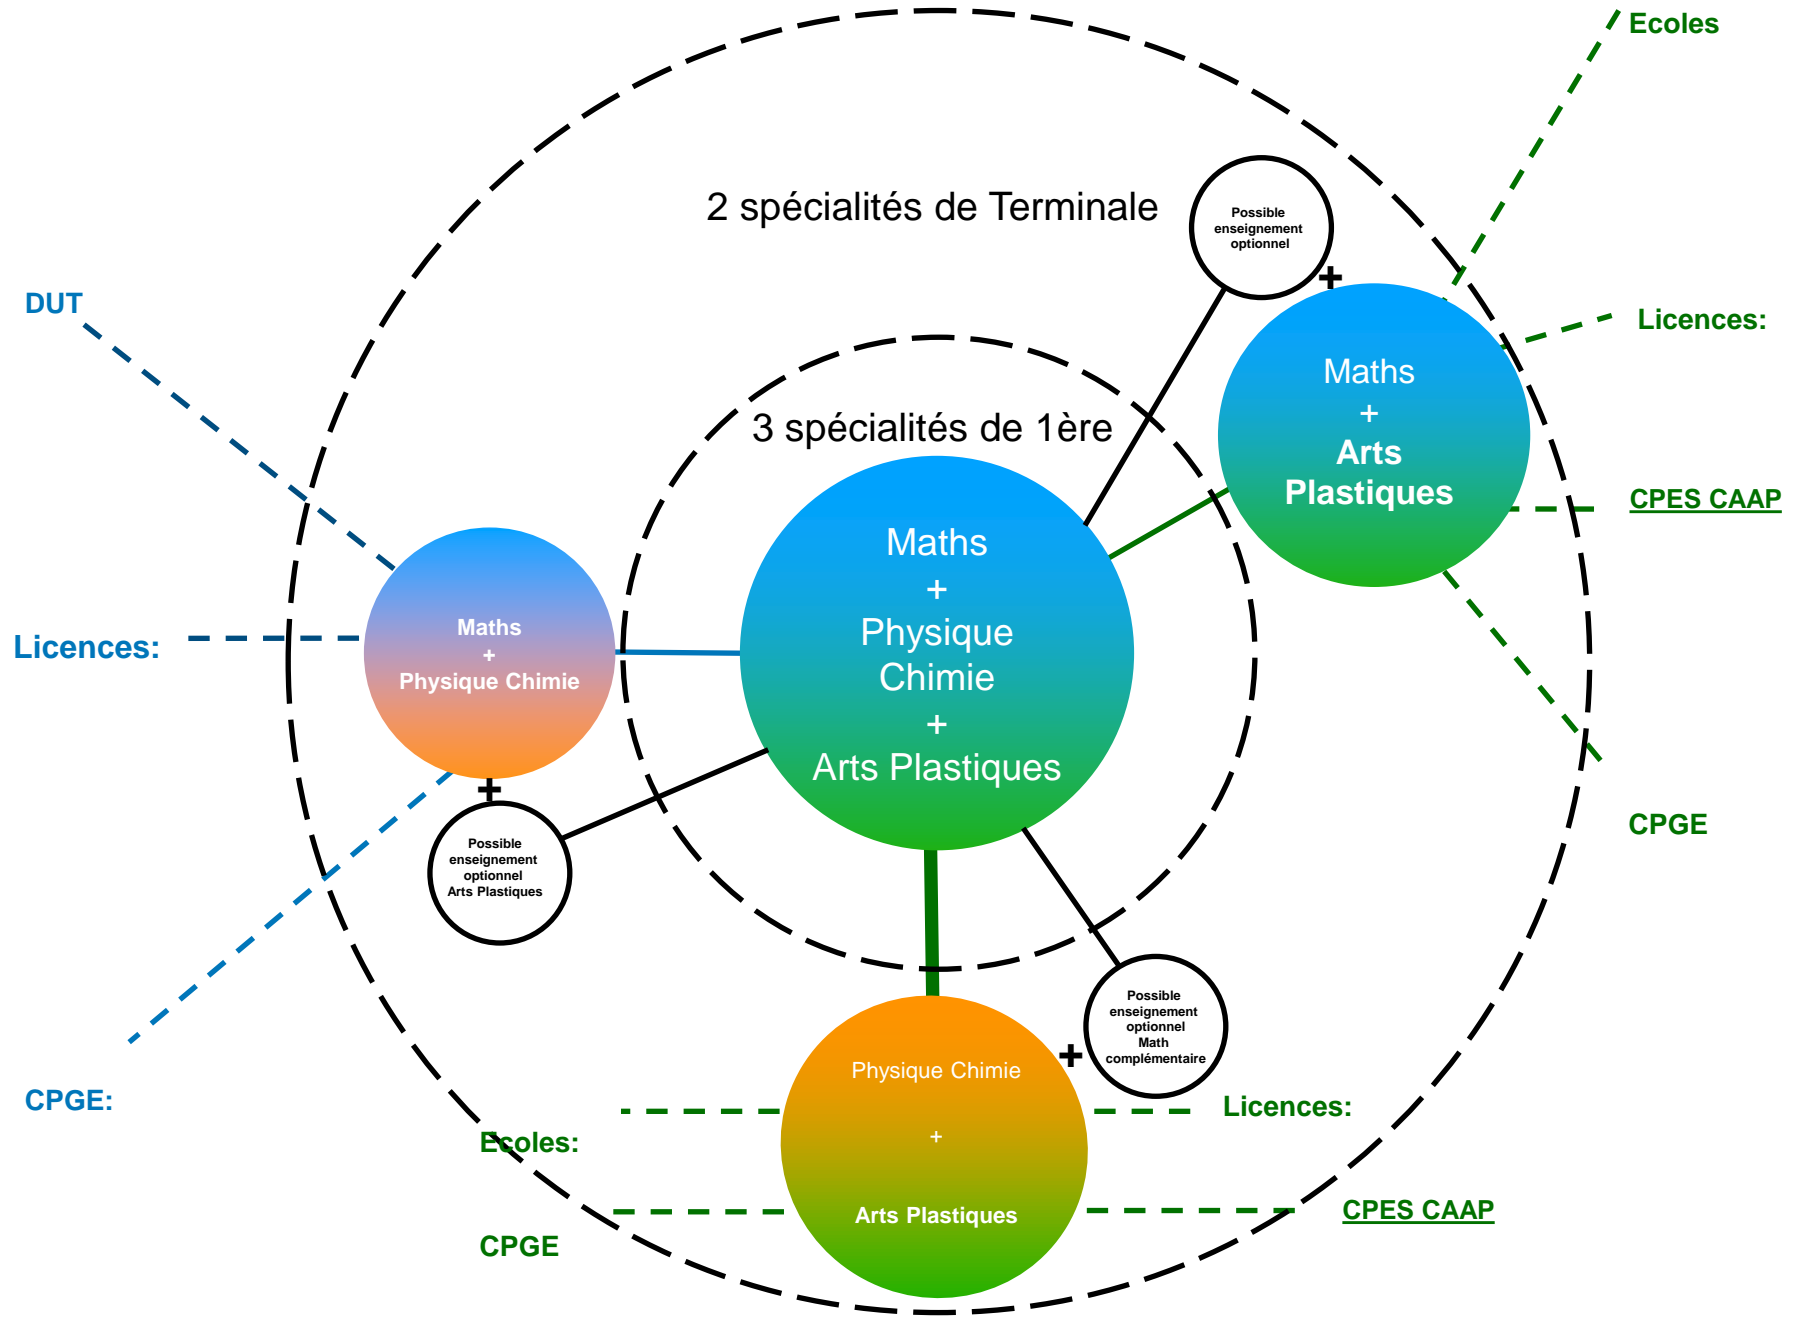 Ecoles
2 spécialités de Terminale
Possible
enseignement
optionnel
+
DUT
Licences:
Maths
+
Arts
Plastiques
3 spécialités de 1ère
CPES CAAP
Maths
+
Physique
Chimie
+
Arts Plastiques
Licences:
Maths
+
Physique Chimie
+
Possible
enseignement
optionnel
Arts Plastiques
CPGE
Possible
enseignement
optionnel
Math
complémentaire
+
Physique Chimie
+
Arts Plastiques
CPGE:
Licences:
Ecoles:
CPES CAAP
CPGE